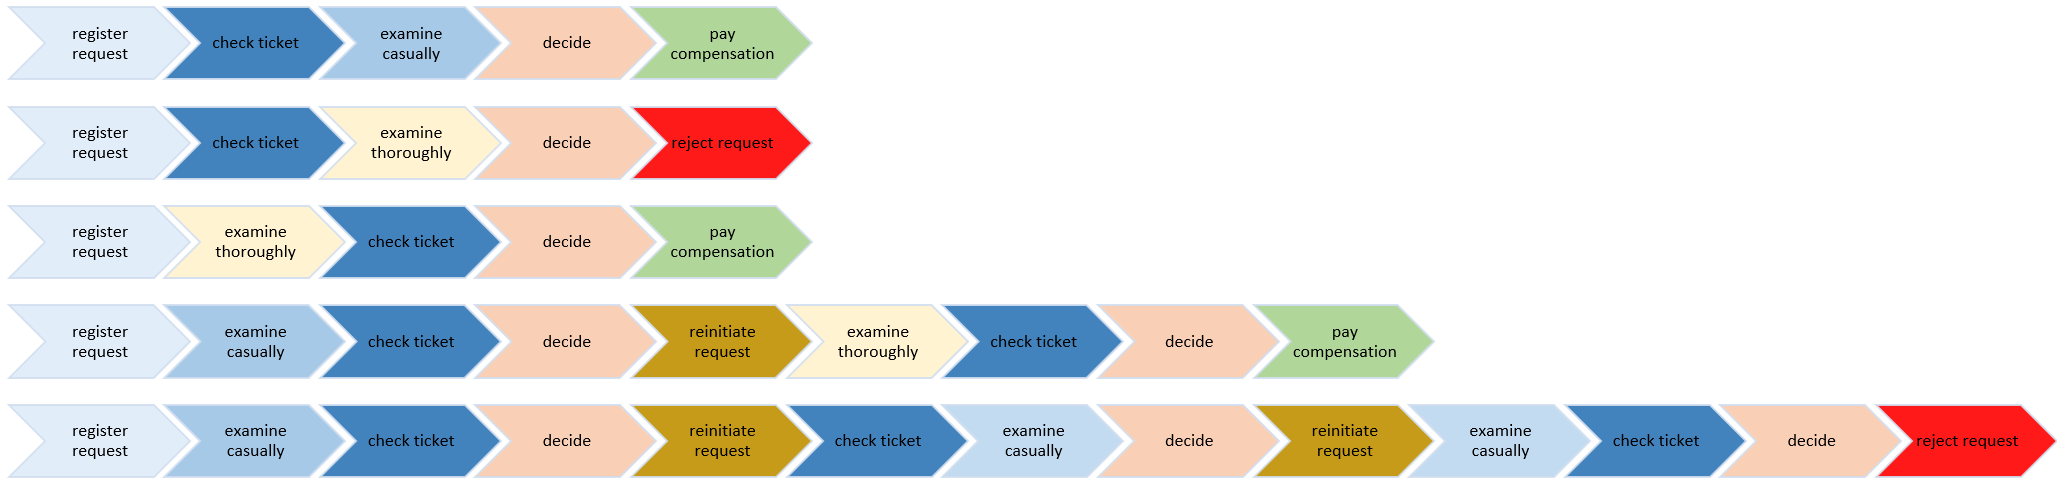 register
request
check ticket
examine
casually
decide
pay
compensation
register
request
check ticket
examine
thoroughly
decide
reject request
register
request
examine
thoroughly
check ticket
decide
pay
compensation
register
request
examine
casually
check ticket
decide
reinitiate
request
examine
thoroughly
check ticket
decide
pay
compensation
register
request
examine
casually
check ticket
decide
reinitiate
request
check ticket
examine
casually
decide
reinitiate
request
examine
casually
check ticket
decide
reject request